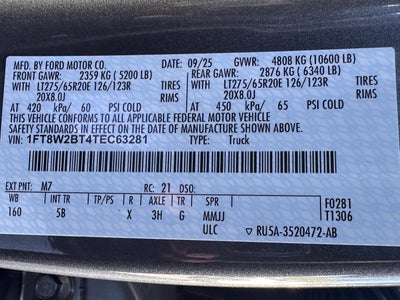 MFD. BY FORD MOTOR CO. 09/25 GVWR: 4808 KG (10600 LB)
FRONT GAWR: 2359 KG ( 5200 LB) REAR GAWR: 2876 KG ( 6340 LB)
LT275/65R20E 126/123R TIRES LT275/65R20E 126/123R TIRES
20X8.0J RIMS 20X8.0J RIMS
AT 420 kPa/ 60 PSI COLD AT 450 kPa/ 65 PSI COLD
THIS VEHICLE CONFORMS TO ALL APPLICABLE FEDERAL MOTOR VEHICLE
SAFETY STANDARDS IN EFFECT ON THE DATE OF MANUFACTURE SHOWN ABOVE.
VIN: 1FT8W2BT4TEC63281 TYPE: Truck
EXT PNT: M7 RC: 21 DSO: F0281
WB INT TR TP/PS R AXLE TR S T1306
160 5B X 3H G MMJJ
ULC RU5A-3520472-AB